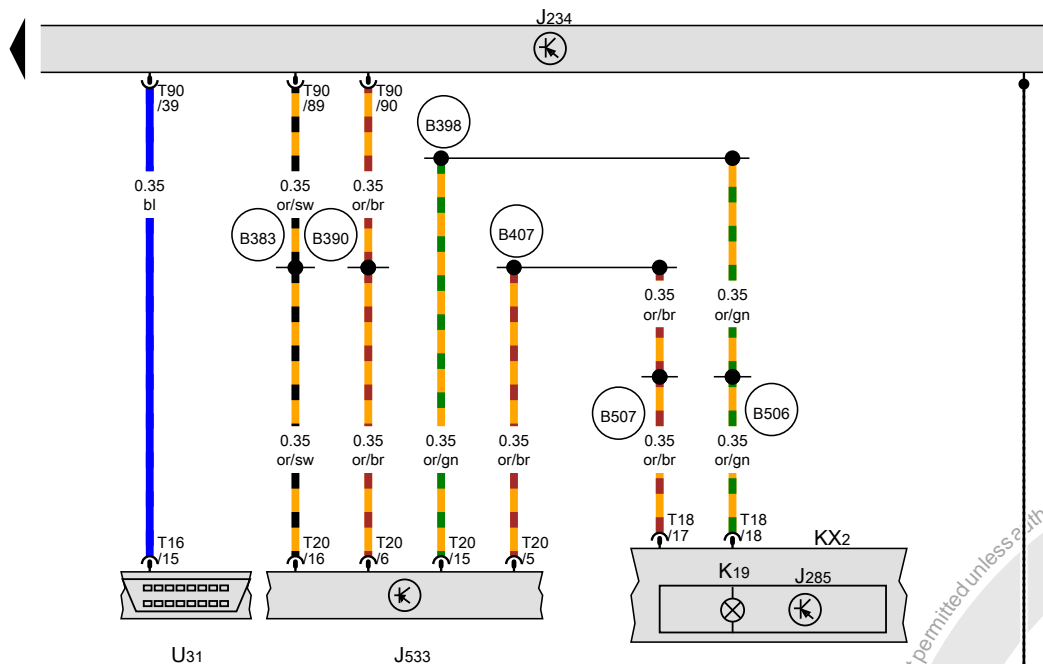 J234
T90
/39
T90
/89
T90
/90
B398
0.35
bl
0.35
or/sw
0.35
or/br
B383
B390
B407
0.35
or/br
0.35
or/gn
B507
B506
0.35
or/sw
0.35
or/br
0.35
or/gn
0.35
or/br
0.35
or/br
0.35
or/gn
T16
/15
T20
/16
T20
/6
T20
/15
T20
/5
T18
/17
T18
/18
KX2
K19
J285
U31
J533
permitted unless